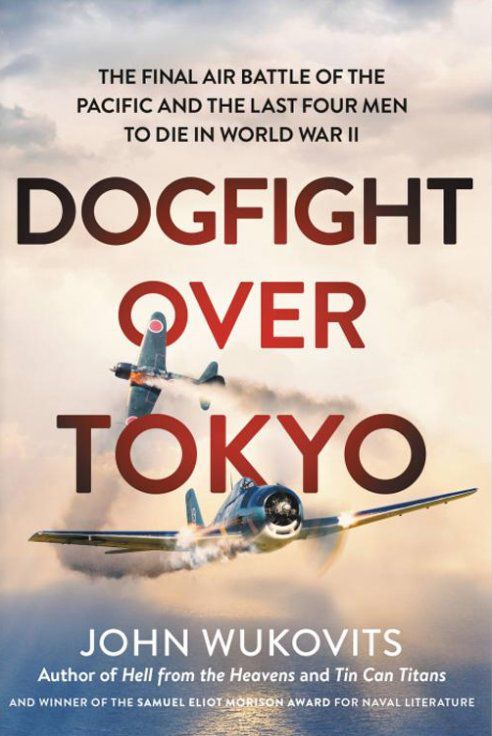 THE FINAL AIR BATTLE OF THE
PACIFIC AND THE LAST FOUR MEN
TO DIE IN WORLD WAR II
DOGFIGHT
OVER
TOKYO
JOHN WUKOVITS
Author of Hell from the Heavens and Tin Can Titans
AND WINNER OF THE SAMUEL ELIOT MORISON AWARD FOR NAVAL LITERATURE